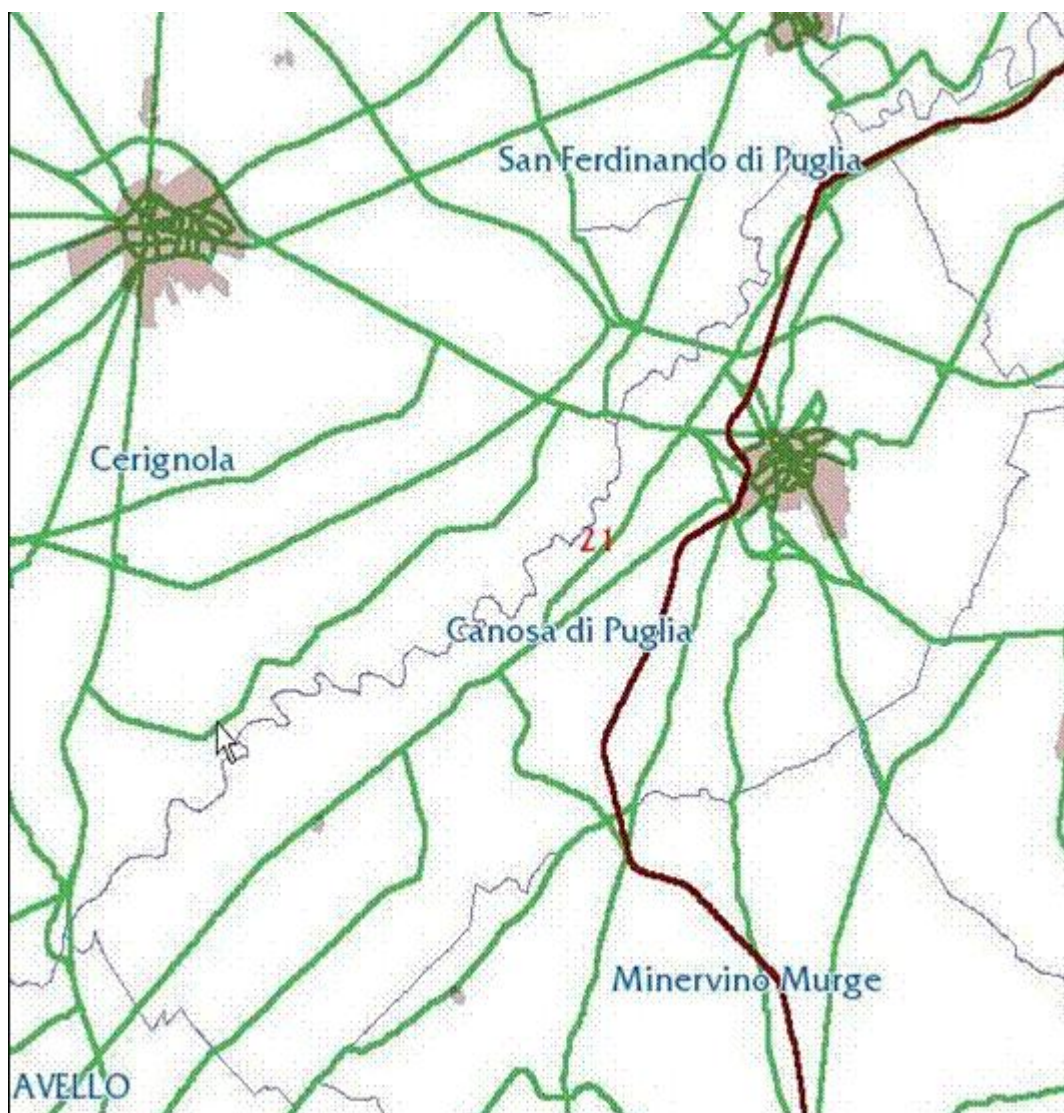 San Ferdinando di Puglia
Cerignola
21
Canosa di Puglia
Minervino Murge
AVELLO